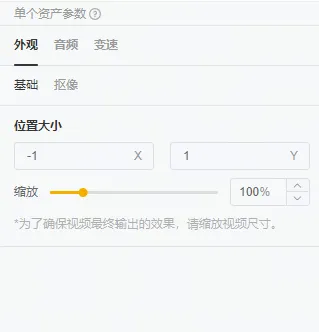 单个资产参数 ?
外观 音频 变速
基础 抠像
位置大小
-1 X 1 Y
缩放 100%
*为了确保视频最终输出的效果，请缩放视频尺寸。